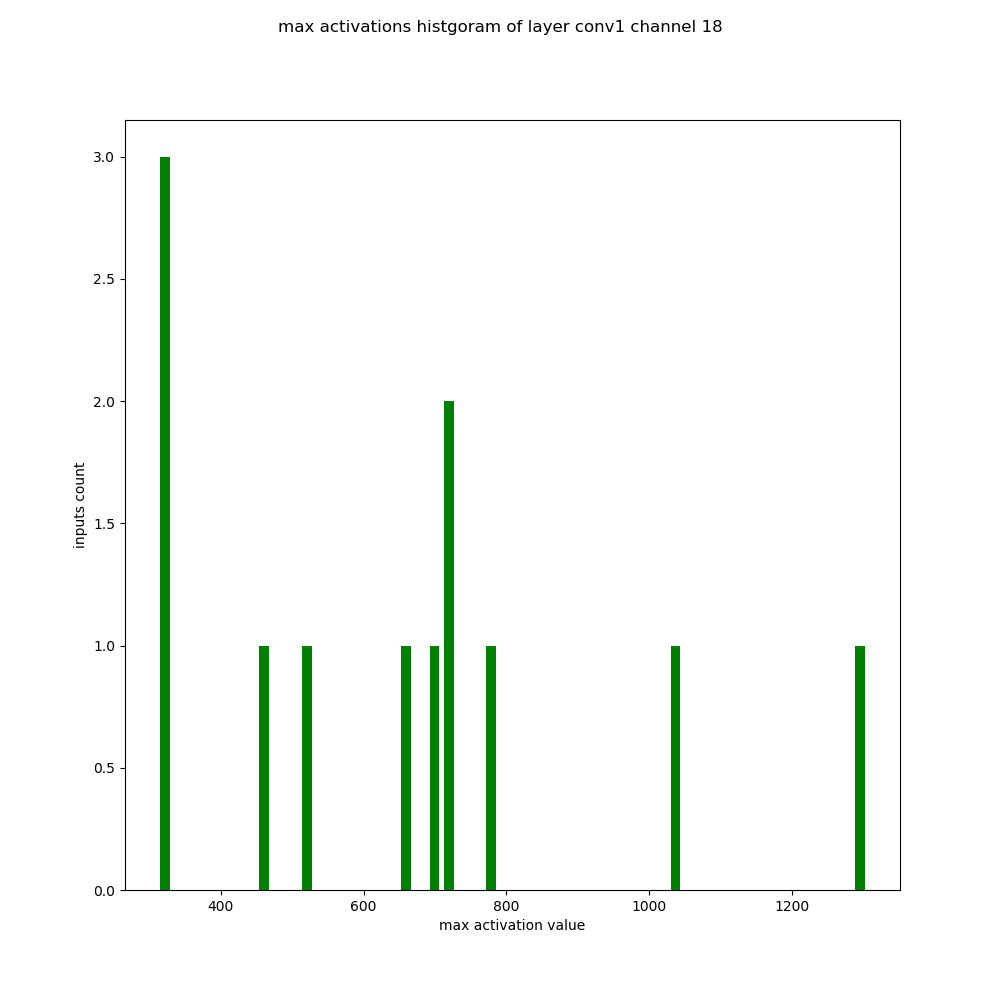 max activations histgoram of layer conv1 channel 18
3.0
2.5
2.0
1.5
1.0
0.5
0.0
inputs count
400 600 800 1000 1200
max activation value